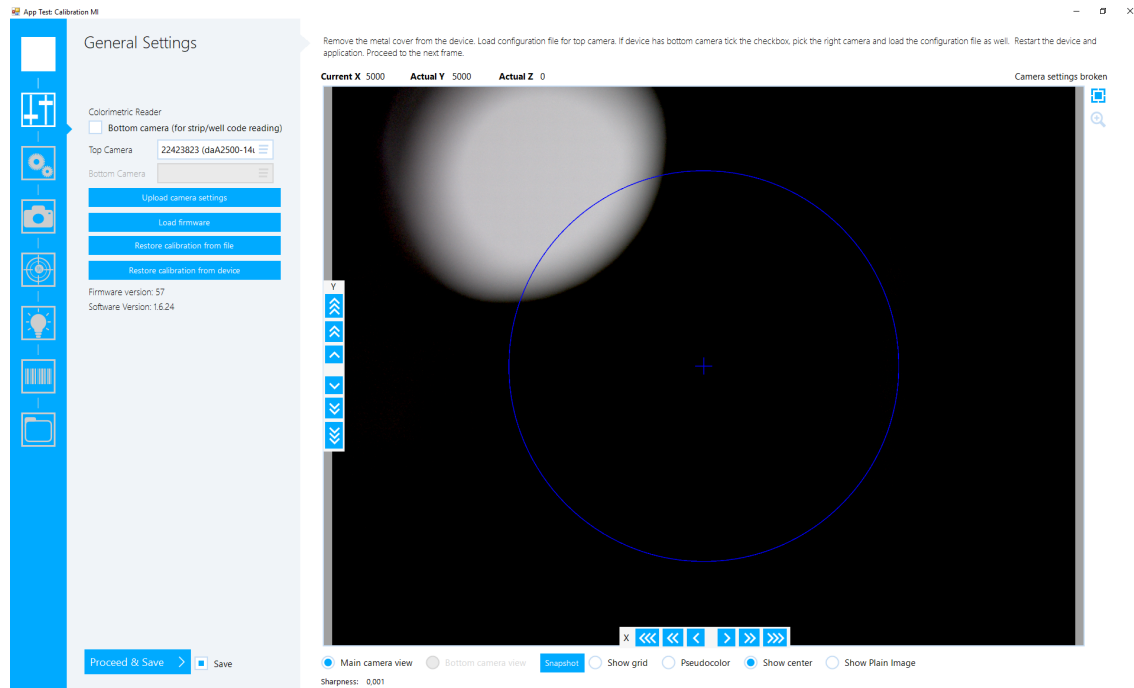 App Test: Calibration MI
General Settings
Remove the metal cover from the device. Load configuration file for top camera. If device has bottom camera tick the checkbox, pick the right camera and load the configuration file as well. Restart the device and
application. Proceed to the next frame.
Current X 5000 Actual Y 5000 Actual Z 0
Camera settings broken
Colorimetric Reader
Bottom camera (for strip/well code reading)
Top Camera 22423823 (daA2500-14u
Bottom Camera
Upload camera settings
Load firmware
Restore calibration from file
Restore calibration from device
Firmware version: 57
Software Version: 1.6.24
Y
X
Proceed & Save
Save
Main camera view Bottom camera view Snapshot Show grid Pseudocolor Show center Show Plain Image
Sharpness: 0,001